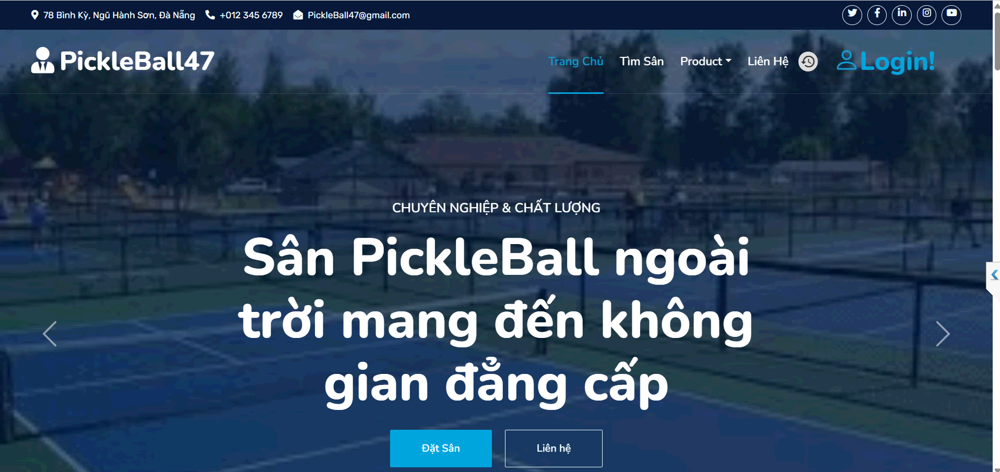 78 Bình Kỳ, Ngũ Hành Sơn, Đà Nẵng +012 345 6789 PickleBall47@gmail.com
PickleBall47 Trang Chủ Tìm Sân Product Liên Hệ Login!
CHUYÊN NGHIỆP & CHẤT LƯỢNG
Sân PickleBall ngoài
trời mang đến không
gian đẳng cấp
Đặt Sân Liên hệ